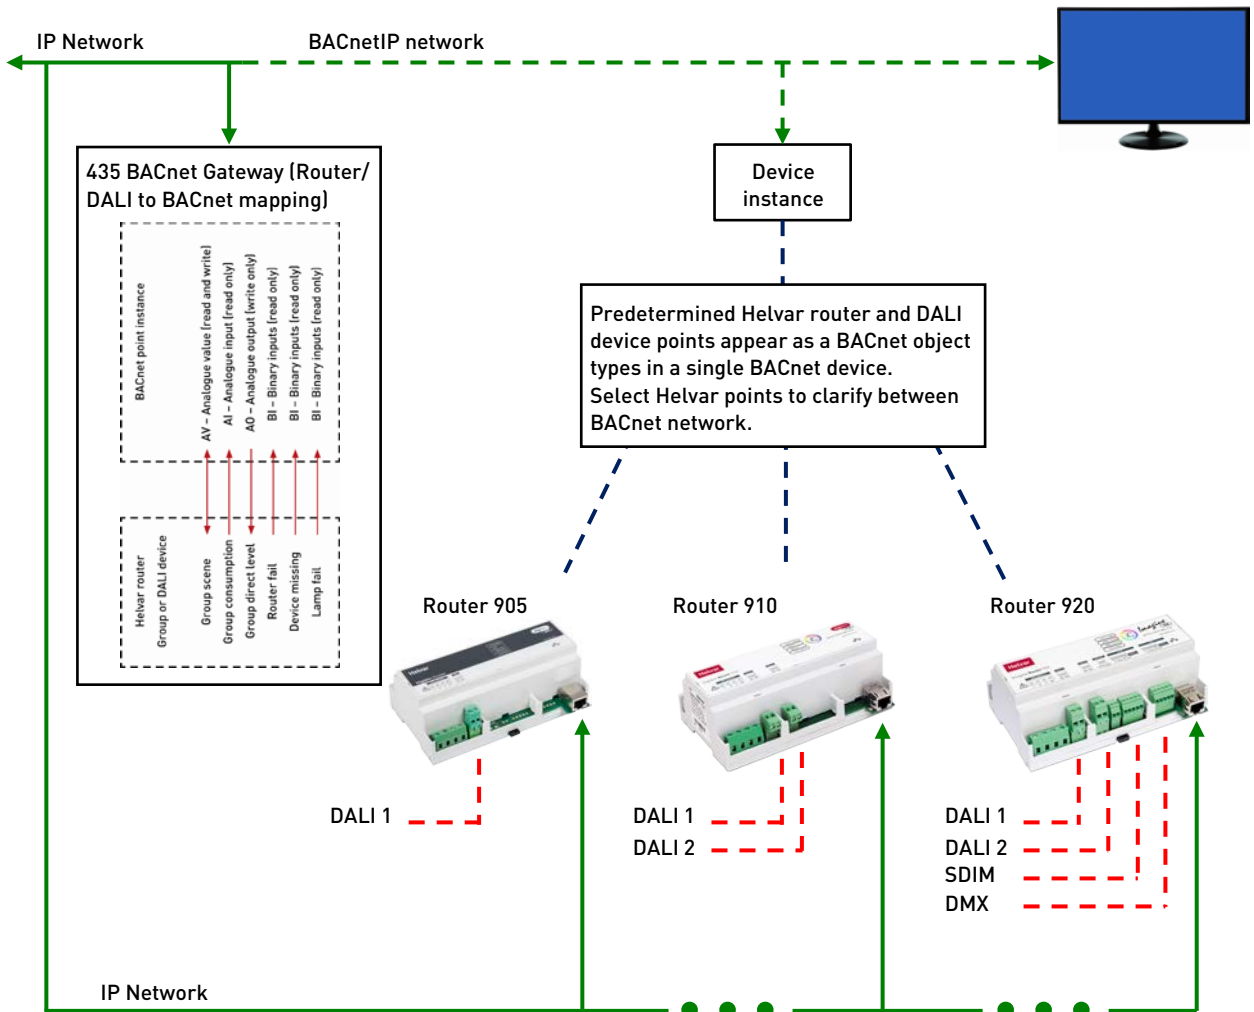 IP Network
BACnetIP network
435 BACnet Gateway (Router/
DALI to BACnet mapping)
BACnet point instance
AV – Analogue value (read and write)
AI – Analogue input (read only)
AO – Analogue output (write only)
BI – Binary inputs (read only)
BI – Binary inputs (read only)
BI – Binary inputs (read only)
Helvar router
Group or DALI device
Group scene
Group consumption
Group direct level
Router fail
Device missing
Lamp fail
Device
instance
Predetermined Helvar router and DALI
device points appear as a BACnet object
types in a single BACnet device.
Select Helvar points to clarify between
BACnet network.
Router 905
Router 910
Router 920
Helvar
Helvar
Helvar
Imagine
DALI 1
DALI 1
DALI 2
DALI 1
DALI 2
SDIM
DMX
IP Network